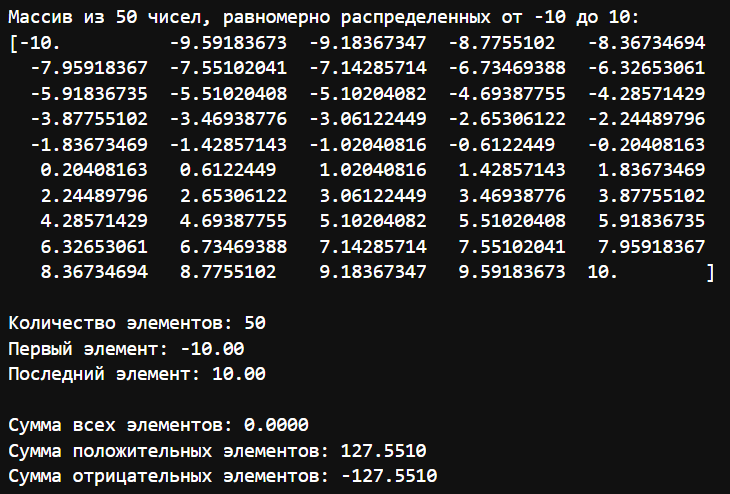 Массив из 50 чисел, равномерно распределенных от -10 до 10:
[-10. -9.59183673 -9.18367347 -8.7755102 -8.36734694
-7.95918367 -7.55102041 -7.14285714 -6.73469388 -6.32653061
-5.91836735 -5.51020408 -5.10204082 -4.69387755 -4.28571429
-3.87755102 -3.46938776 -3.06122449 -2.65306122 -2.24489796
-1.83673469 -1.42857143 -1.02040816 -0.6122449 -0.20408163
0.20408163 0.6122449 1.02040816 1.42857143 1.83673469
2.24489796 2.65306122 3.06122449 3.46938776 3.87755102
4.28571429 4.69387755 5.10204082 5.51020408 5.91836735
6.32653061 6.73469388 7.14285714 7.55102041 7.95918367
8.36734694 8.7755102 9.18367347 9.59183673 10. ]
Количество элементов: 50
Первый элемент: -10.00
Последний элемент: 10.00
Сумма всех элементов: 0.0000
Сумма положительных элементов: 127.5510
Сумма отрицательных элементов: -127.5510